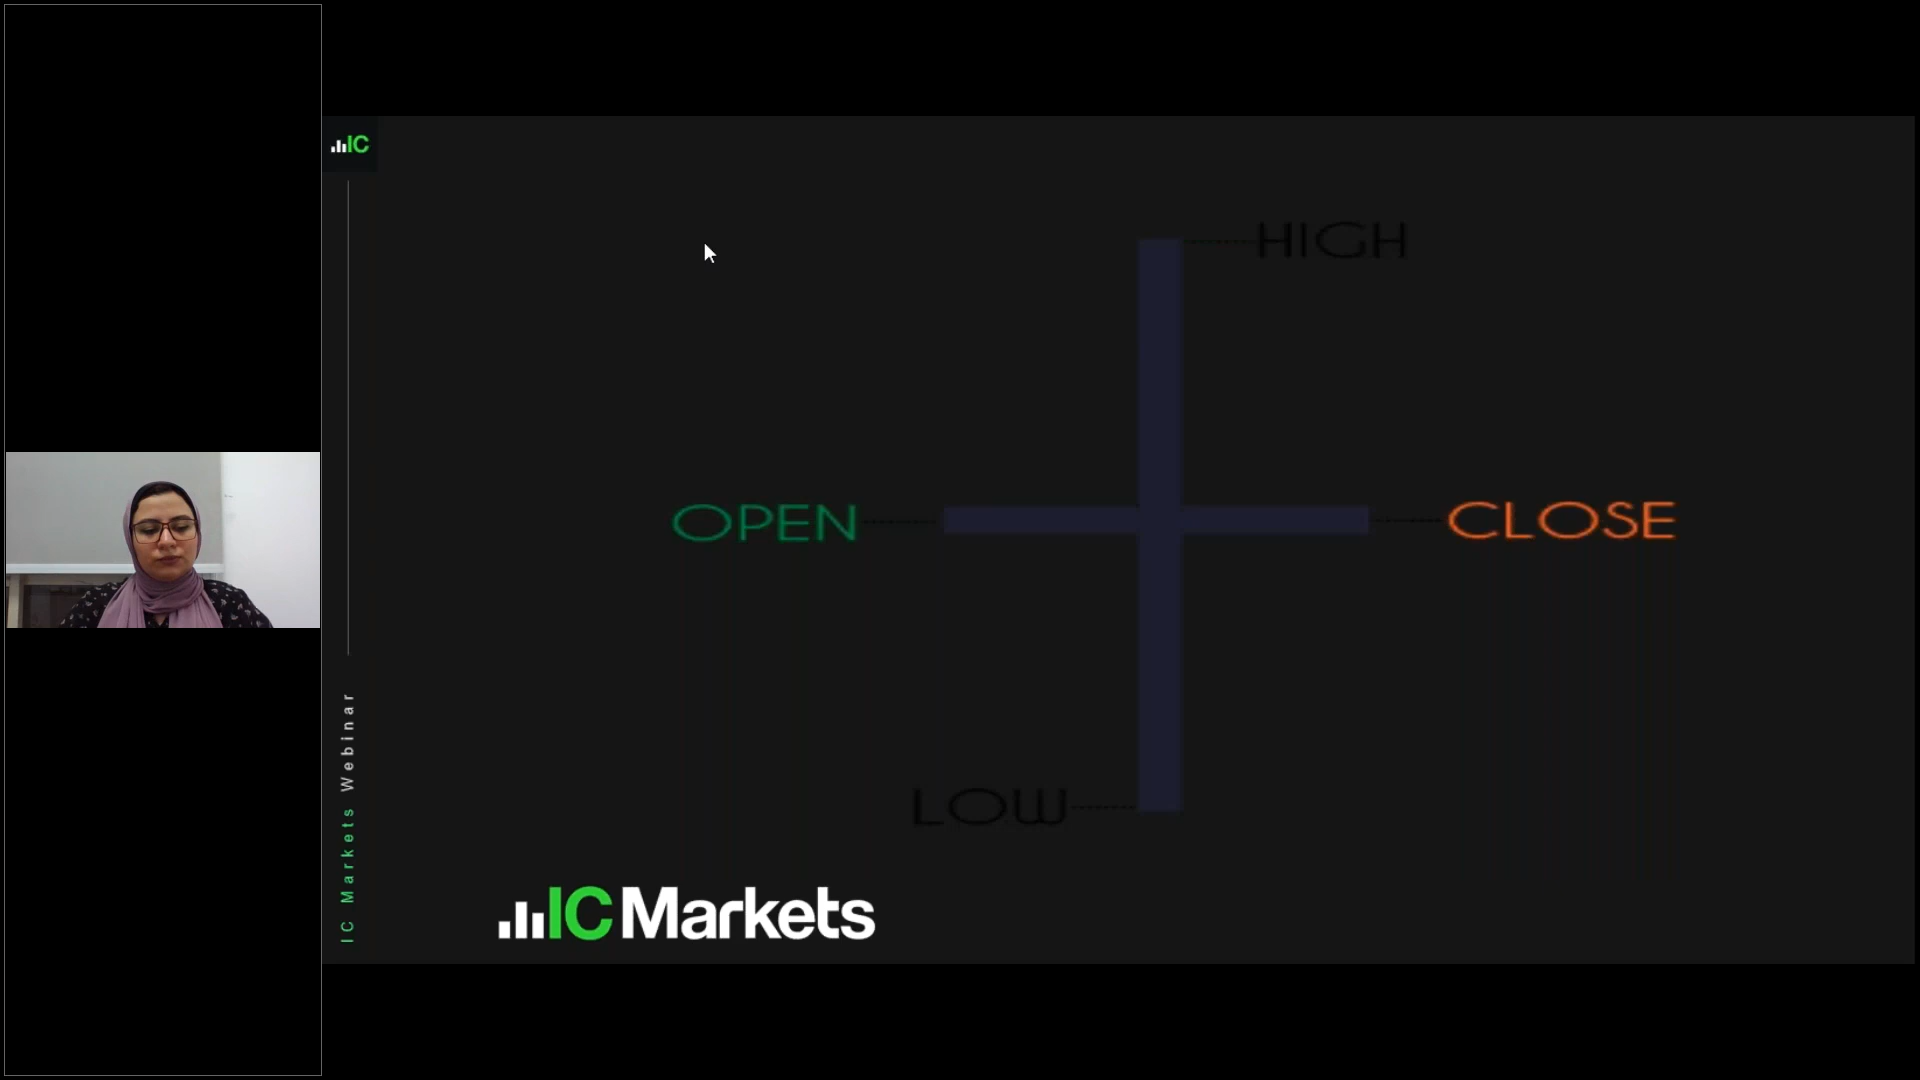 IC
HIGH
OPEN
CLOSE
LOW
IC Markets Webinar
IC Markets